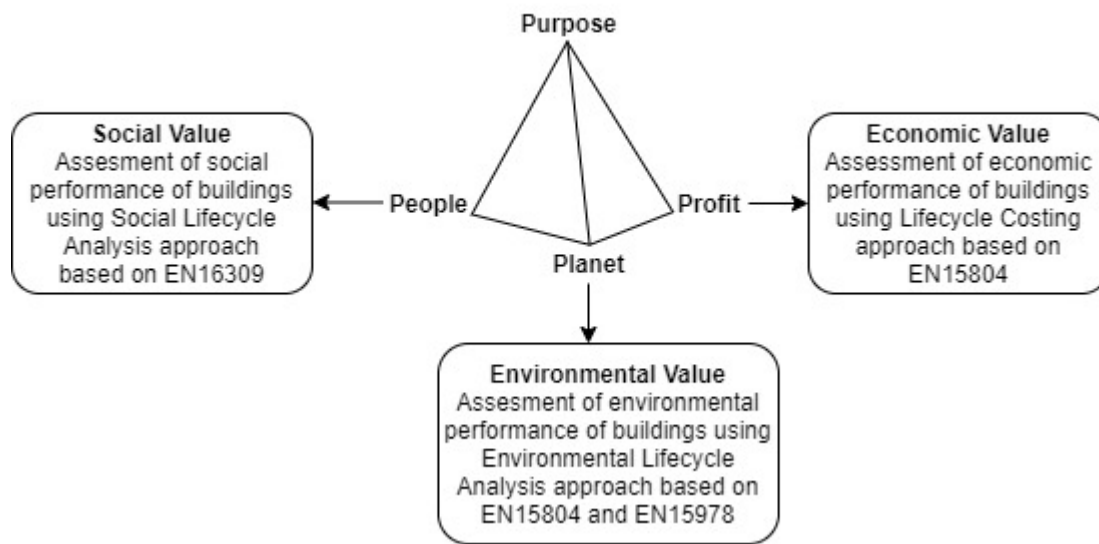 Purpose
Social Value
Assesment of social
performance of buildings
using Social Lifecycle
Analysis approach
based on EN16309
People
Profit
Planet
Economic Value
Assessment of economic
performance of buildings
using Lifecycle Costing
approach based on
EN15804
Environmental Value
Assesment of environmental
performance of buildings using
Environmental Lifecycle
Analysis approach based on
EN15804 and EN15978